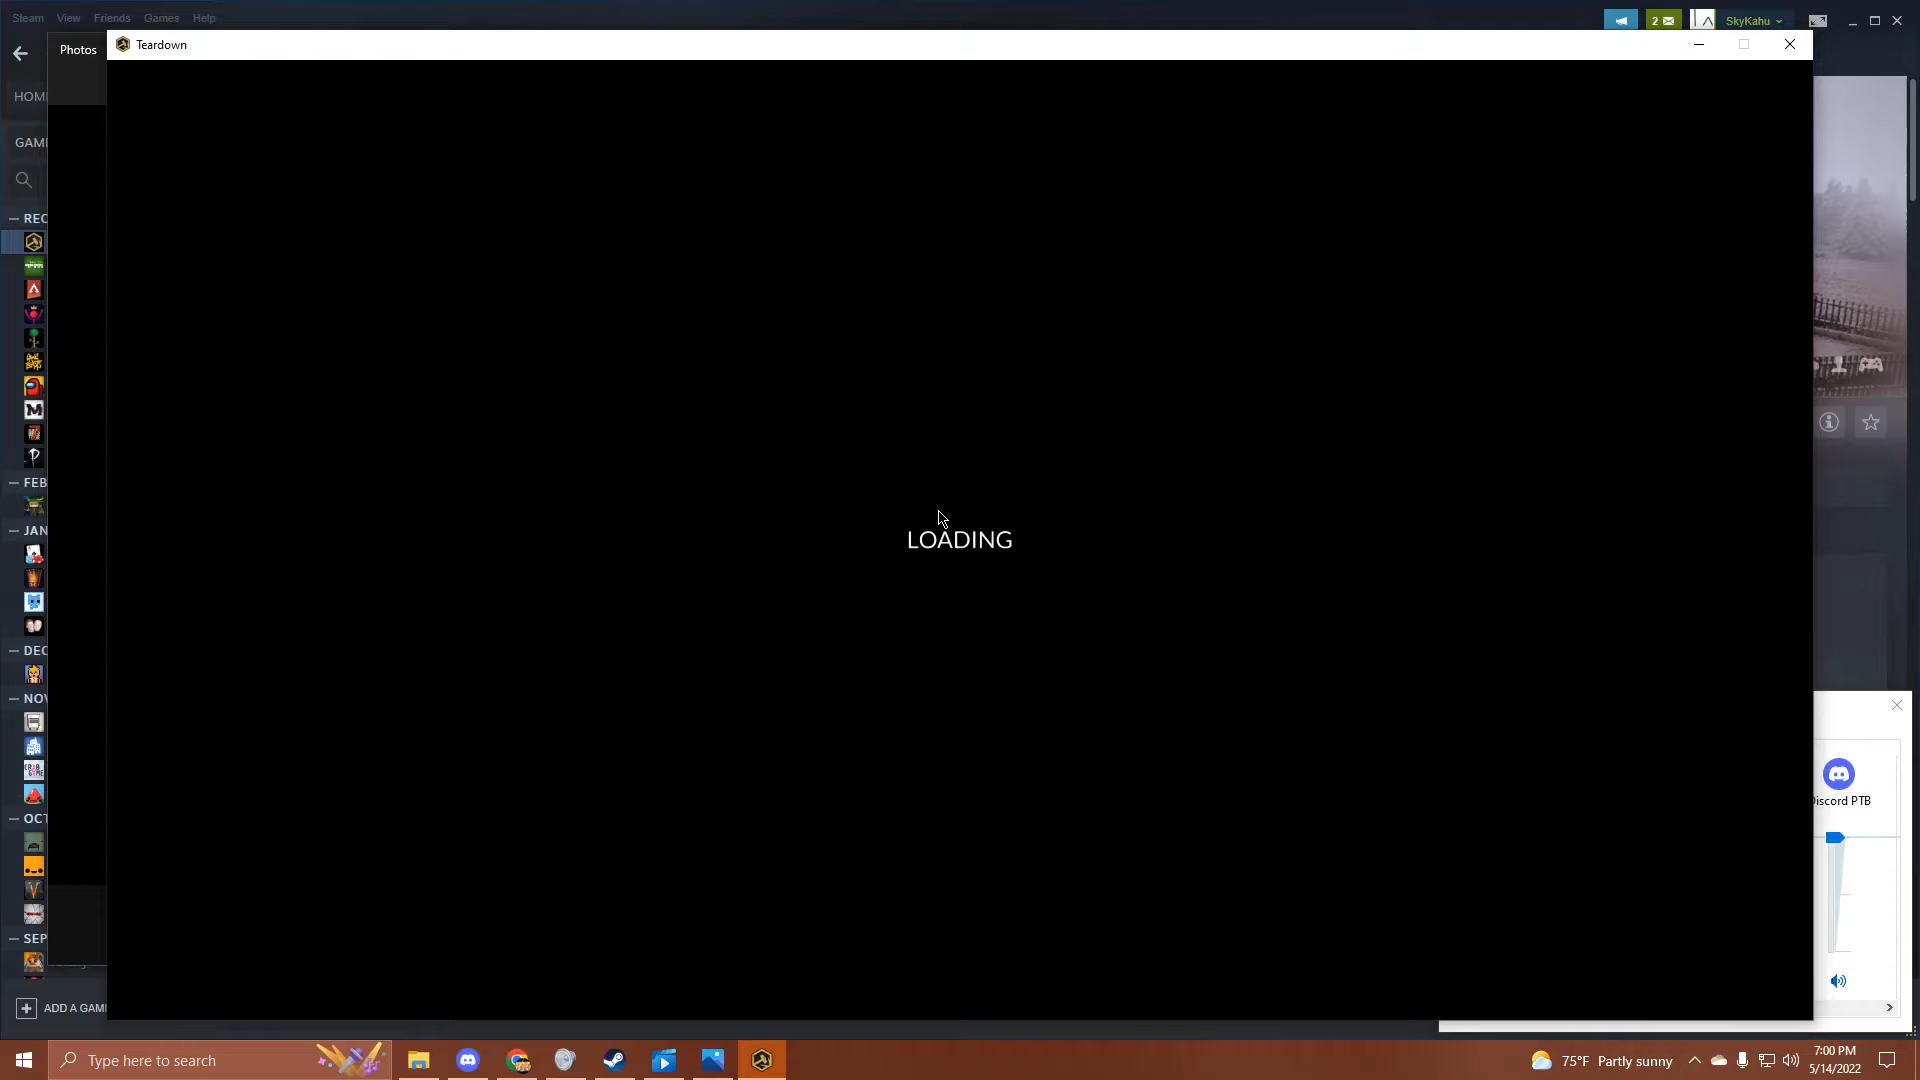 Steam View Friends Games Help
2
SkyKahu
Photos
Teardown
HOM
GAM
REC
LOADING
FEB
JAN
DEC
NOV
OCT
SEP
ADD A GAM
Discord PTB
Type here to search
75°F Partly sunny
7:00 PM
5/14/2022